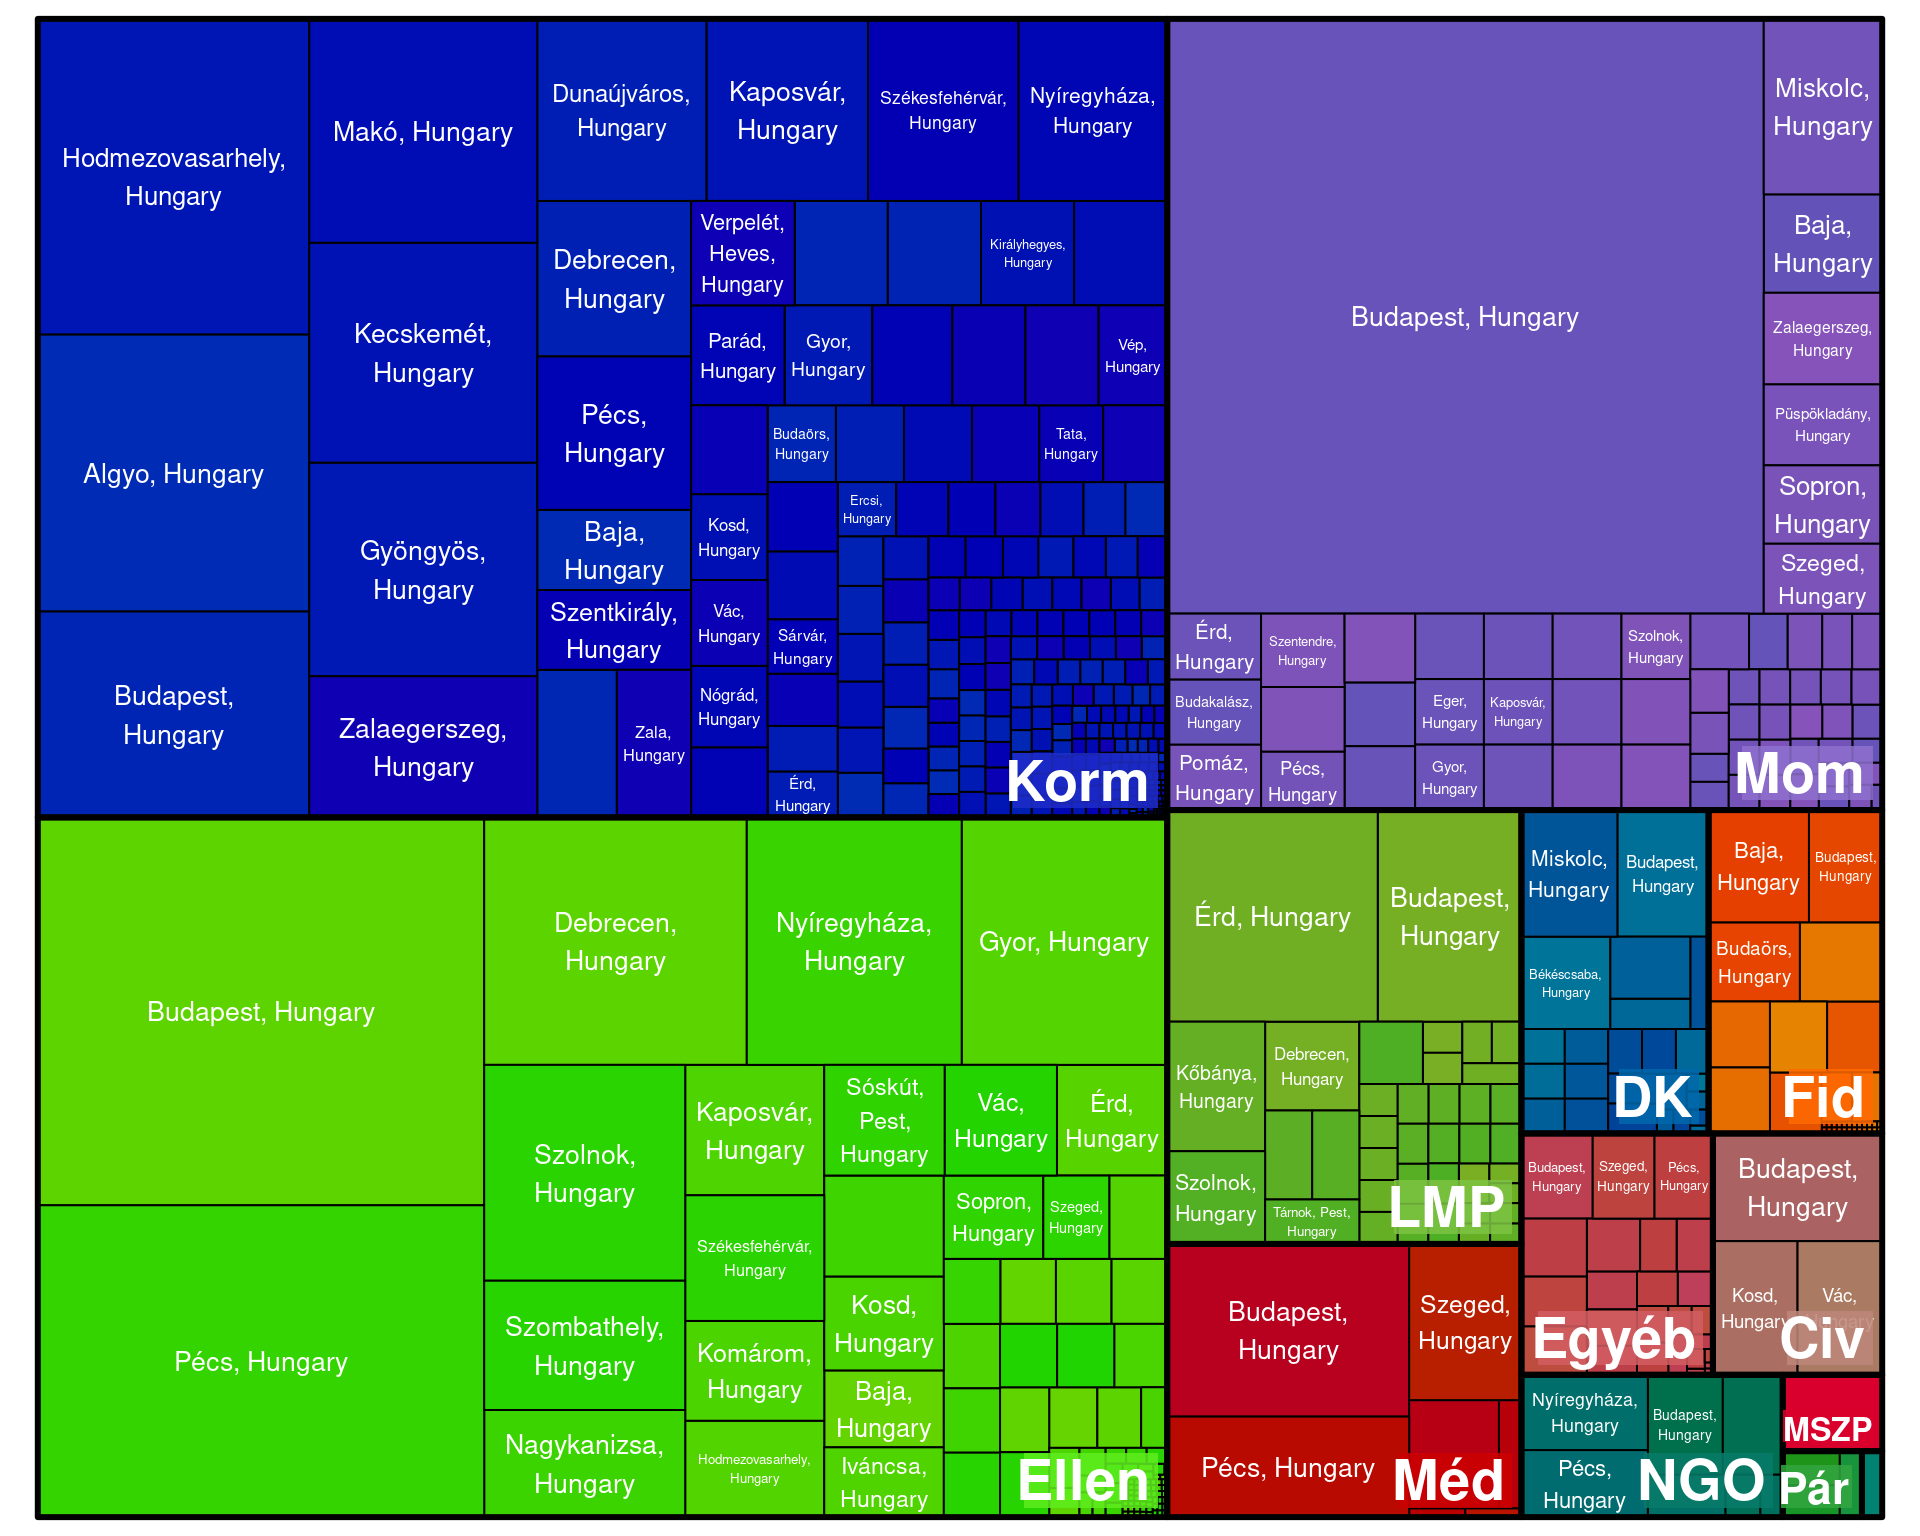 Hodmezovasarhely,
Hungary
Algyo, Hungary
Budapest,
Hungary
Makó, Hungary
Kecskemét,
Hungary
Gyöngyös,
Hungary
Zalaegerszeg,
Hungary
Dunaújváros,
Hungary
Kaposvár,
Hungary
Székesfehérvár,
Hungary
Nyíregyháza,
Hungary
Debrecen,
Hungary
Pécs,
Hungary
Baja,
Hungary
Szentkirály,
Hungary
Zala,
Hungary
Verpelét,
Heves,
Hungary
Királyhegyes,
Hungary
Parád,
Hungary
Gyor,
Hungary
Vép,
Hungary
Budaörs,
Hungary
Tata,
Hungary
Kosd,
Hungary
Ercsi,
Hungary
Vác,
Hungary
Sárvár,
Hungary
Nógrád,
Hungary
Érd,
Hungary
Korm
Budapest, Hungary
Miskolc,
Hungary
Baja,
Hungary
Zalaegerszeg,
Hungary
Püspökladány,
Hungary
Sopron,
Hungary
Szeged,
Hungary
Érd,
Hungary
Szentendre,
Hungary
Szolnok,
Hungary
Budakalász,
Hungary
Eger,
Hungary
Kaposvár,
Hungary
Pomáz,
Hungary
Pécs,
Hungary
Gyor,
Hungary
Mom
Budapest, Hungary
Pécs, Hungary
Debrecen,
Hungary
Nyíregyháza,
Hungary
Gyor, Hungary
Szolnok,
Hungary
Szombathely,
Hungary
Nagykanizsa,
Hungary
Kaposvár,
Hungary
Székesfehérvár,
Hungary
Komárom,
Hungary
Hodmezovasarhely,
Hungary
Sóskút,
Pest,
Hungary
Vác,
Hungary
Érd,
Hungary
Sopron,
Hungary
Szeged,
Hungary
Kosd,
Hungary
Baja,
Hungary
Iváncsa,
Hungary
Ellen
Érd, Hungary
Budapest,
Hungary
Kőbánya,
Hungary
Debrecen,
Hungary
Szolnok,
Hungary
Tárnok, Pest,
Hungary
LMP
Miskolc,
Hungary
Budapest,
Hungary
Békéscsaba,
Hungary
DK
Baja,
Hungary
Budapest,
Hungary
Budaörs,
Hungary
Fid
Budapest,
Hungary
Szeged,
Hungary
Pécs, Hungary
Méd
Budapest,
Hungary
Szeged,
Hungary
Pécs,
Hungary
Egyéb
Budapest,
Hungary
Kosd,
Hungary
Vác,
Hungary
Civ
Nyíregyháza,
Hungary
Budapest,
Hungary
Pécs,
Hungary
NGO
MSZP
Pár